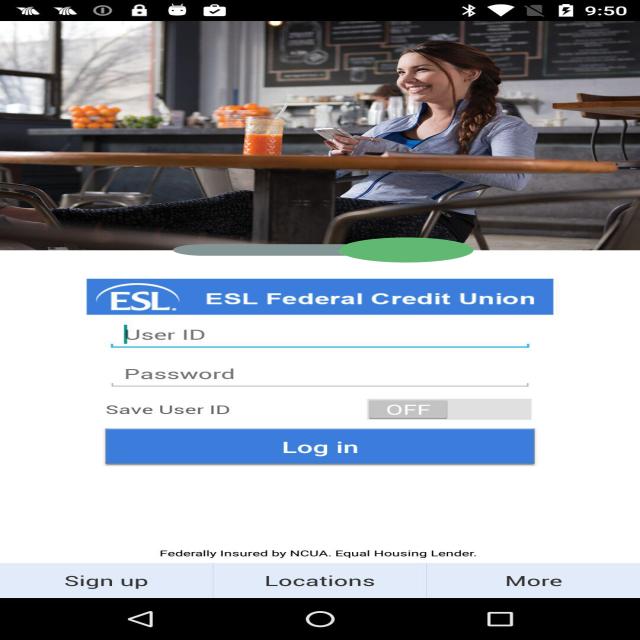 9:50
ESL ESL Federal Credit Union
User ID
Password
Save User ID OFF
Log in
Federally Insured by NCUA. Equal Housing Lender.
Sign up Locations More